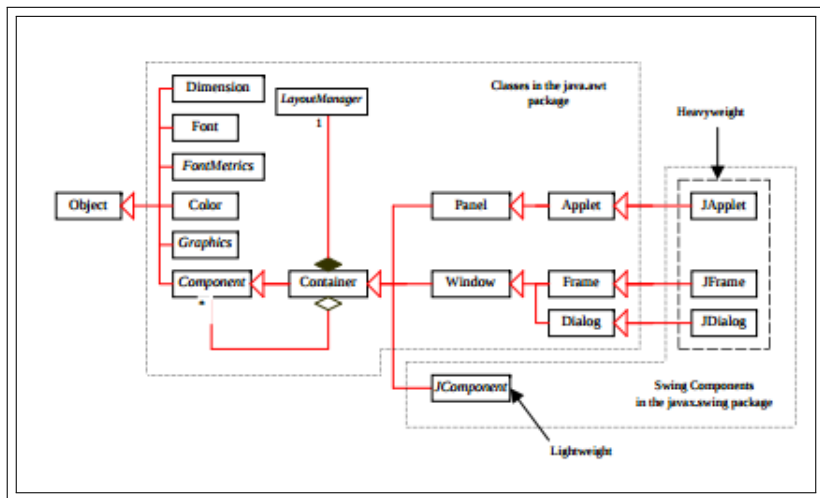 Dimension
LayoutManager
1
Classes in the java.awt
package
Heavyweight
Font
FontMetrics
Object
Color
Panel
Applet
JApplet
Graphics
Component
*
Container
Window
Frame
JFrame
Dialog
JDialog
JComponent
Swing Components
in the javax.swing package
Lightweight